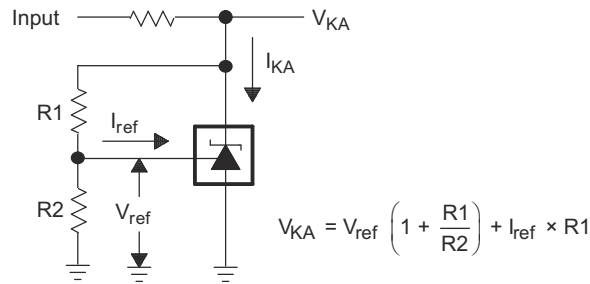 Input
V_KA
I_KA
R1
I_ref
R2
V_ref
V_KA = V_ref (1 + R1/R2) + I_ref × R1